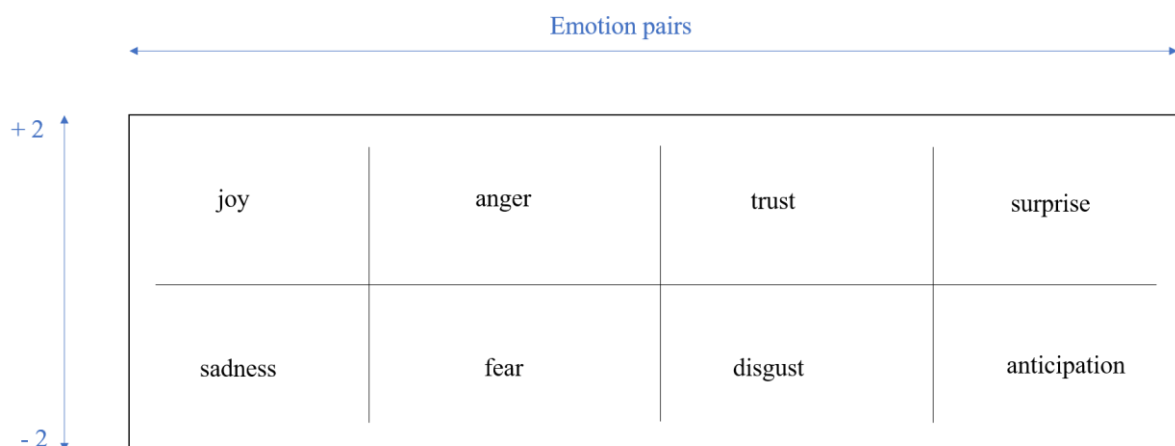 Emotion pairs
+ 2
joy
anger
trust
surprise
sadness
fear
disgust
anticipation
- 2